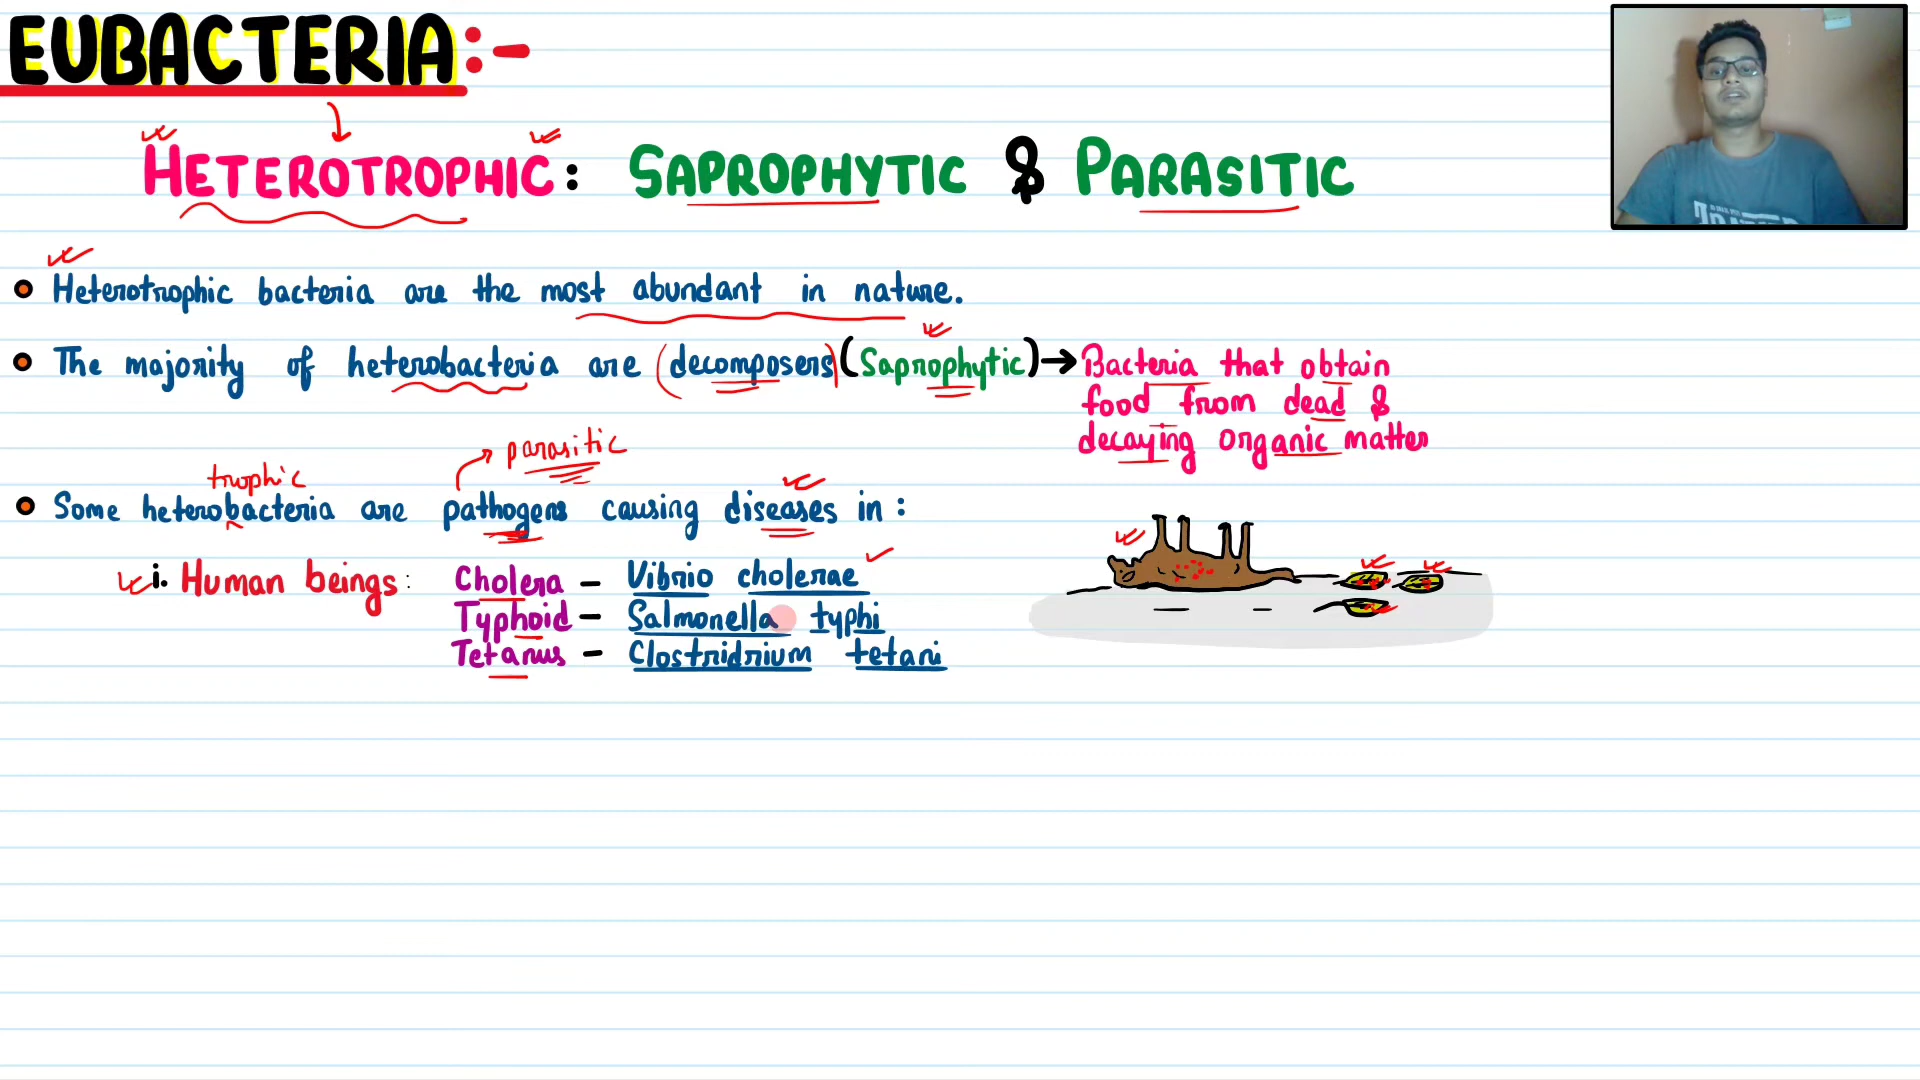 EUBACTERIA:-
HETEROTROPHIC: SAPROPHYTIC & PARASITIC
Heterotrophic bacteria are the most abundant in nature.
The majority of heterobacteria are (decomposers) (Saprophytic) → Bacteria that obtain
food from dead &
decaying organic matter
parasitic
trophic
Some heterobacteria are pathogens causing diseases in:
i. Human beings: Cholera - Vibrio cholerae
Typhoid - Salmonella typhi
Tetanus - Clostridrium tetani